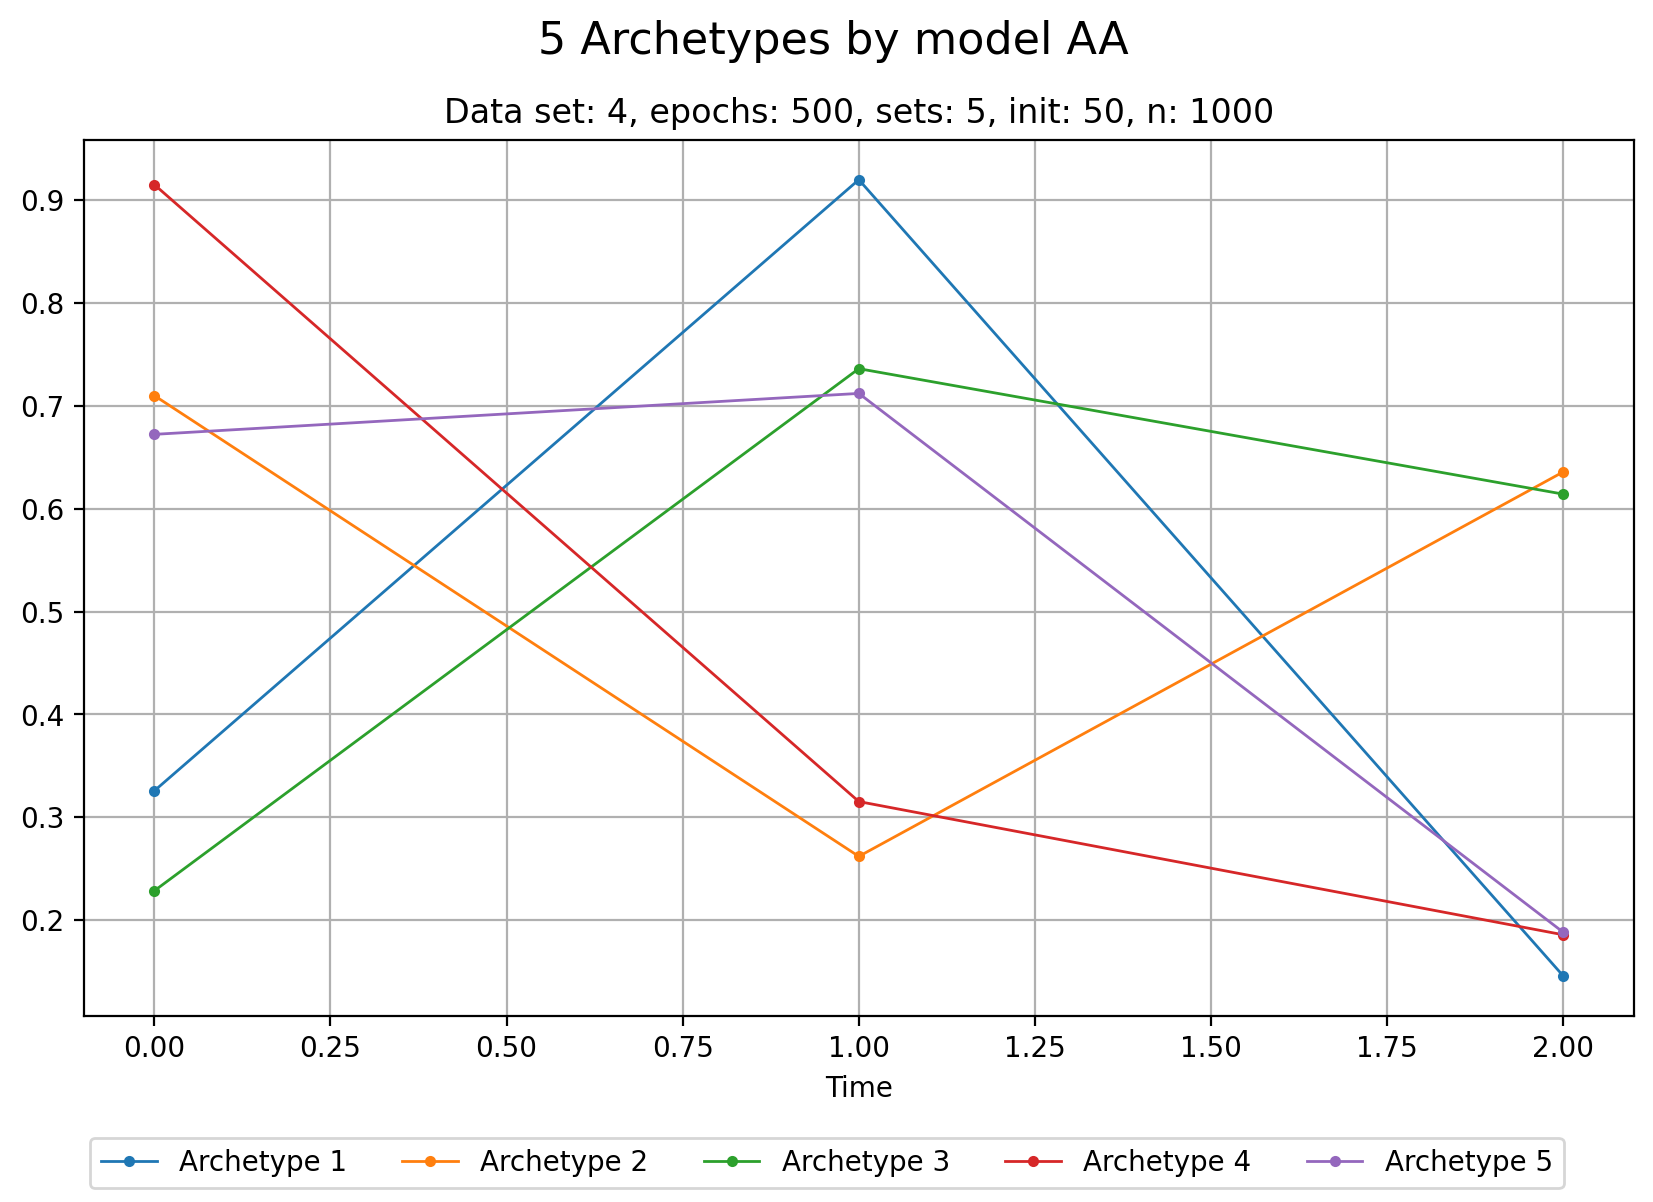 5 Archetypes by model AA
Data set: 4, epochs: 500, sets: 5, init: 50, n: 1000
0.9
0.8
0.7
0.6
0.5
0.4
0.3
0.2
0.00 0.25 0.50 0.75 1.00 1.25 1.50 1.75 2.00
Time
Archetype 1 Archetype 2 Archetype 3 Archetype 4 Archetype 5